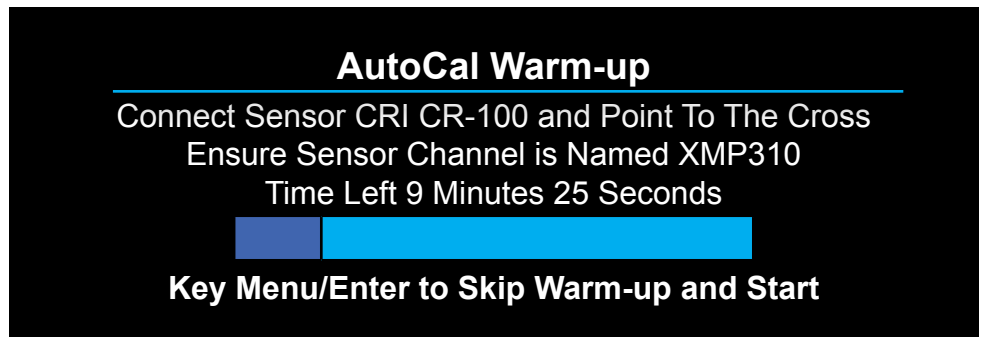 AutoCal Warm-up
Connect Sensor CRI CR-100 and Point To The Cross
Ensure Sensor Channel is Named XMP310
Time Left 9 Minutes 25 Seconds
Key Menu/Enter to Skip Warm-up and Start